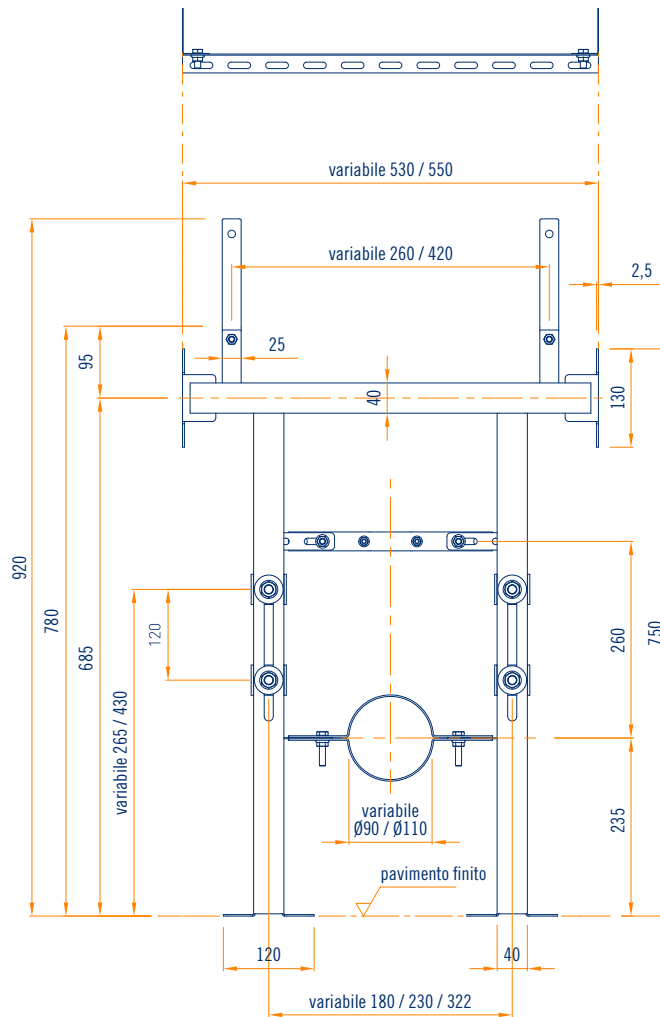 variabile 530 / 550
variabile 260 / 420
2,5
25
95
40
130
920
780
685
120
variabile 265 / 430
260
750
235
variabile
Ø90 / Ø110
pavimento finito
120
40
variabile 180 / 230 / 322